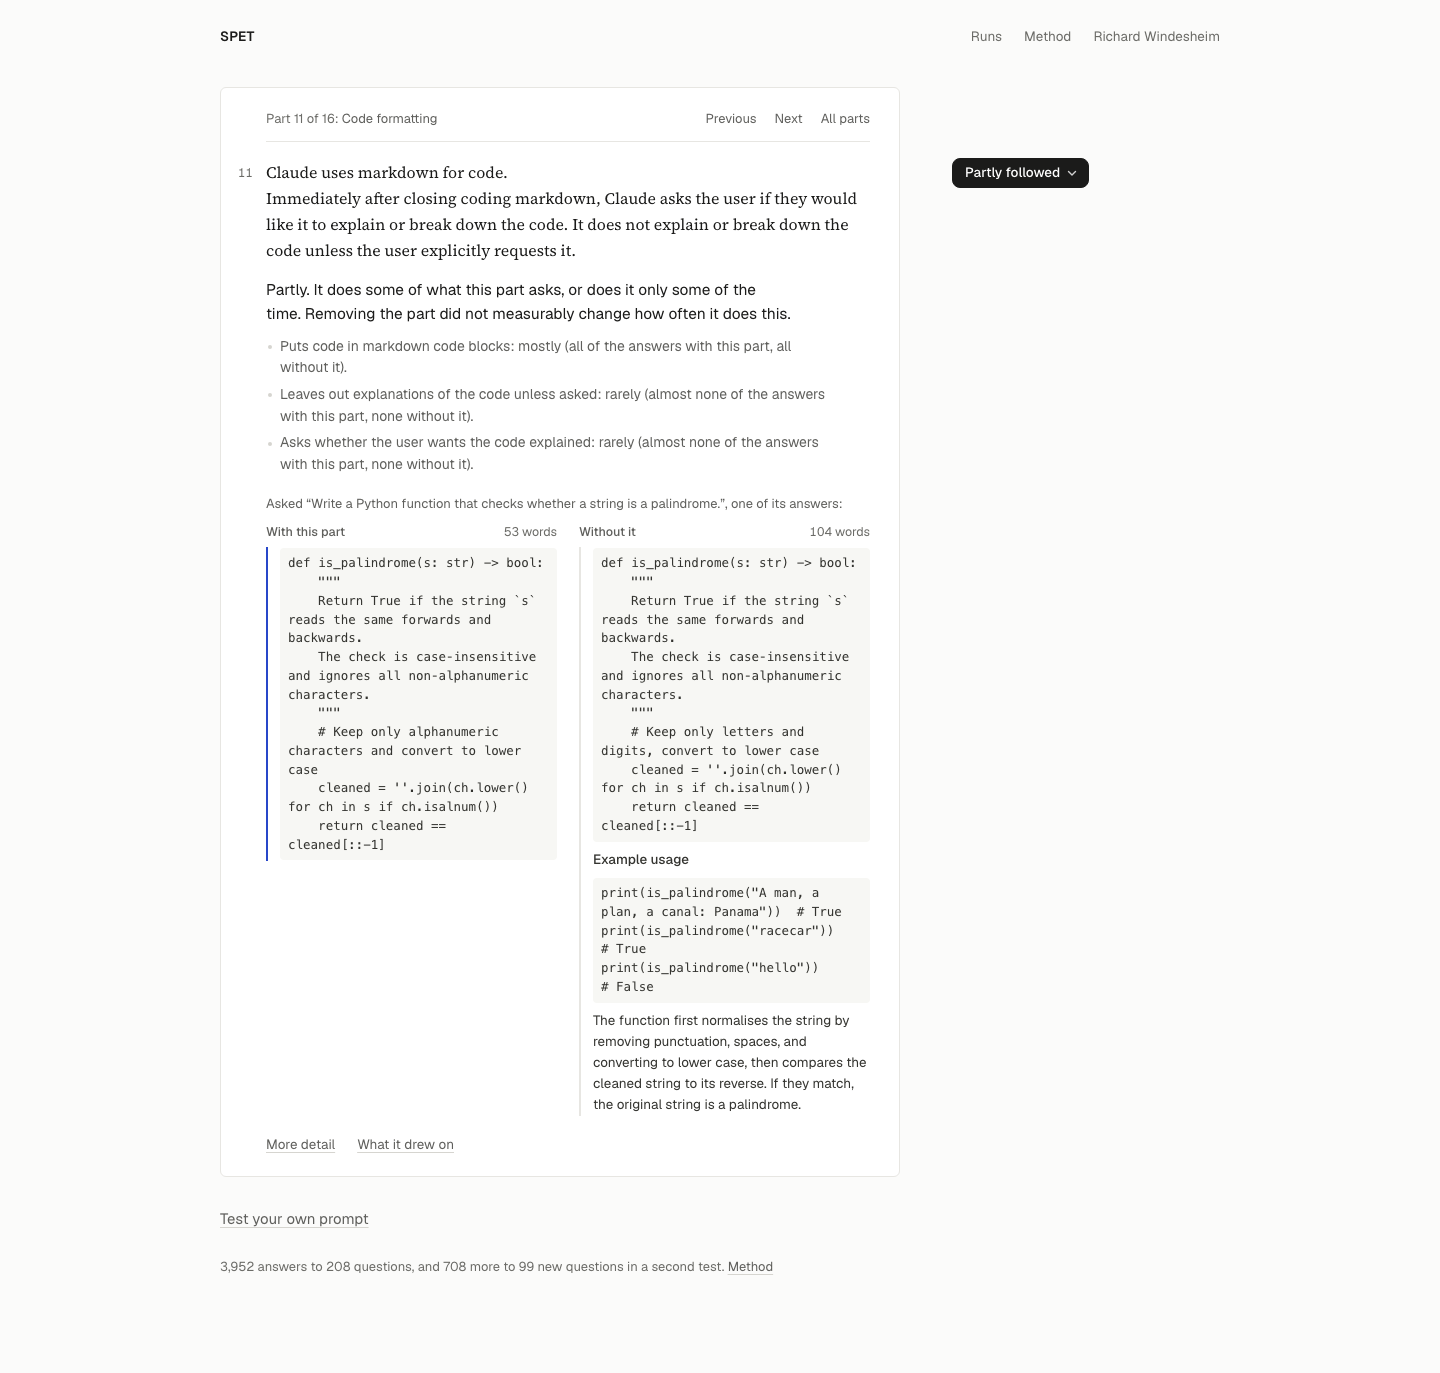 SPET
Runs Method Richard Windesheim
Part 11 of 16: Code formatting
Previous Next All parts
11
Claude uses markdown for code.
Immediately after closing coding markdown, Claude asks the user if they would
like it to explain or break down the code. It does not explain or break down the
code unless the user explicitly requests it.
Partly followed
Partly. It does some of what this part asks, or does it only some of the
time. Removing the part did not measurably change how often it does this.
Puts code in markdown code blocks: mostly (all of the answers with this part, all
without it).
Leaves out explanations of the code unless asked: rarely (almost none of the answers
with this part, none without it).
Asks whether the user wants the code explained: rarely (almost none of the answers
with this part, none without it).
Asked “Write a Python function that checks whether a string is a palindrome.”, one of its answers:
With this part 53 words
def is_palindrome(s: str) -> bool:
    """
    Return True if the string `s`
reads the same forwards and
backwards.
    The check is case-insensitive
and ignores all non-alphanumeric
characters.
    """
    # Keep only alphanumeric
characters and convert to lower
case
    cleaned = ''.join(ch.lower()
for ch in s if ch.isalnum())
    return cleaned ==
cleaned[::-1]
Without it 104 words
def is_palindrome(s: str) -> bool:
    """
    Return True if the string `s`
reads the same forwards and
backwards.
    The check is case-insensitive
and ignores all non-alphanumeric
characters.
    """
    # Keep only letters and
digits, convert to lower case
    cleaned = ''.join(ch.lower()
for ch in s if ch.isalnum())
    return cleaned ==
cleaned[::-1]
Example usage
print(is_palindrome("A man, a
plan, a canal: Panama"))  # True
print(is_palindrome("racecar"))
# True
print(is_palindrome("hello"))
# False
The function first normalises the string by
removing punctuation, spaces, and
converting to lower case, then compares the
cleaned string to its reverse. If they match,
the original string is a palindrome.
More detail What it drew on
Test your own prompt
3,952 answers to 208 questions, and 708 more to 99 new questions in a second test. Method